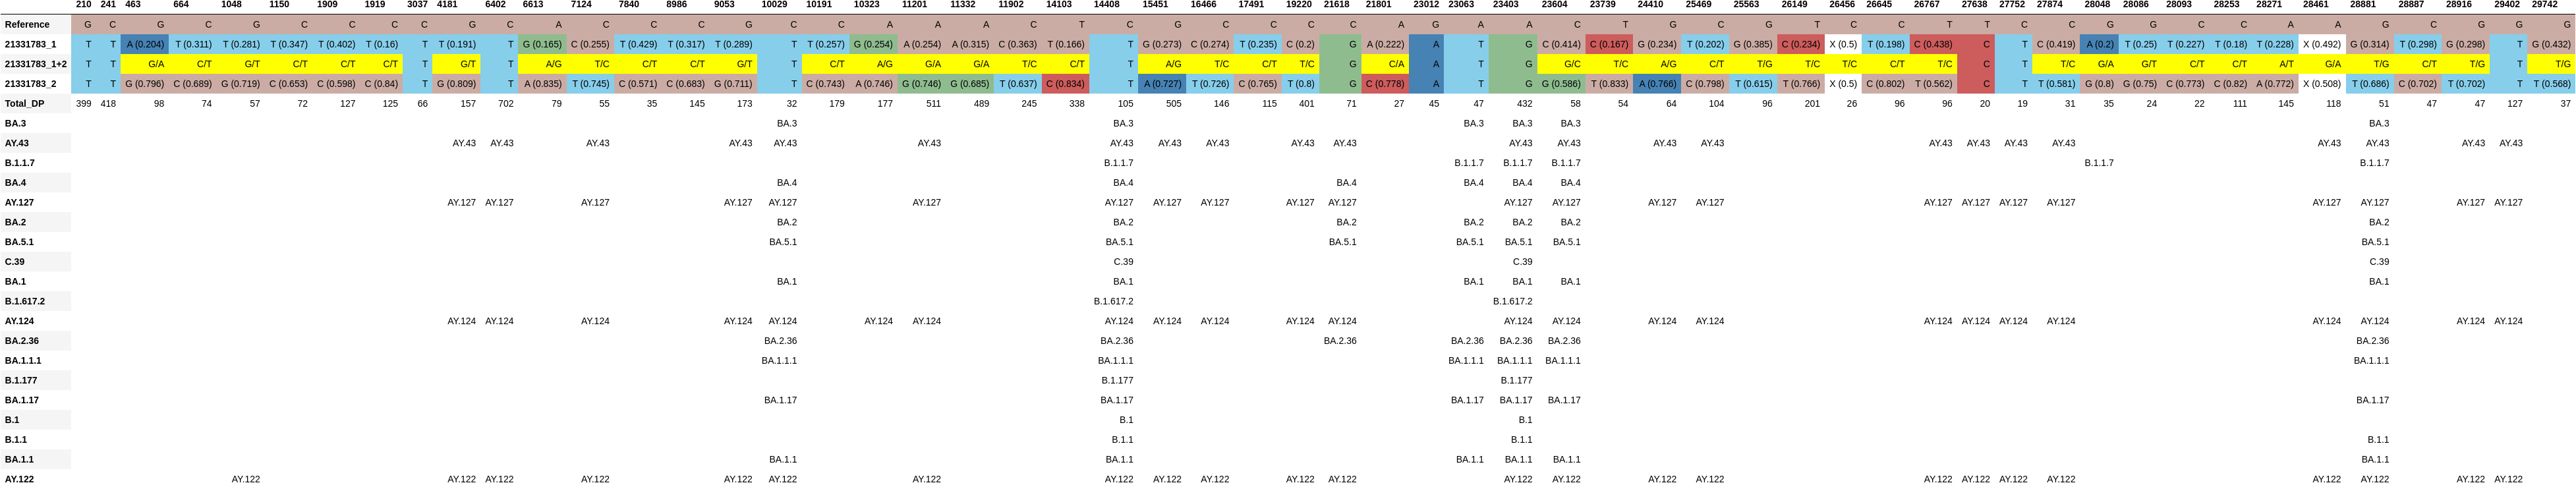 210 241 463 664 1048 1150 1909 1919 3037 4181 6402 6613 7124 7840 8986 9053 10029 10191 10323 11201 11332 11902 14103 14408 15451 16466 17491 19220 21618 21801 23012 23063 23403 23604 23739 24410 25469 25563 26149 26456 26645 26767 27638 27752 27874 28048 28086 28093 28253 28271 28461 28881 28887 28916 29402 29742
Reference G C G C G C C C C G C A C C C G C C A A A C T C G C C C C A G A A C T G C G T C C T T C C G G C C A A G C G G G
21331783_1 T T A (0.204) T (0.311) T (0.281) T (0.347) T (0.402) T (0.16) T T (0.191) T G (0.165) C (0.255) T (0.429) T (0.317) T (0.289) T T (0.257) G (0.254) A (0.254) A (0.315) C (0.363) T (0.166) T G (0.273) C (0.274) T (0.235) C (0.2) G A (0.222) A T G C (0.414) C (0.167) G (0.234) T (0.202) G (0.385) C (0.234) X (0.5) T (0.198) C (0.438) C T C (0.419) A (0.2) T (0.25) T (0.227) T (0.18) T (0.228) X (0.492) G (0.314) T (0.298) G (0.298) T G (0.432)
21331783_1+2 T T G/A C/T G/T C/T C/T C/T T G/T T A/G T/C C/T C/T G/T T C/T A/G G/A G/A T/C C/T T A/G T/C C/T T/C G C/A A T G G/C T/C A/G C/T T/G T/C T/C C/T T/C C T T/C G/A G/T C/T C/T A/T G/A T/G C/T T/G T T/G
21331783_2 T T G (0.796) C (0.689) G (0.719) C (0.653) C (0.598) C (0.84) T G (0.809) T A (0.835) T (0.745) C (0.571) C (0.683) G (0.711) T C (0.743) A (0.746) G (0.746) G (0.685) T (0.637) C (0.834) T A (0.727) T (0.726) C (0.765) T (0.8) G C (0.778) A T G G (0.586) T (0.833) A (0.766) C (0.798) T (0.615) T (0.766) X (0.5) C (0.802) T (0.562) C T T (0.581) G (0.8) G (0.75) C (0.773) C (0.82) A (0.772) X (0.508) T (0.686) C (0.702) T (0.702) T T (0.568)
Total_DP 399 418 98 74 57 72 127 125 66 157 702 79 55 35 145 173 32 179 177 511 489 245 338 105 505 146 115 401 71 27 45 47 432 58 54 64 104 96 201 26 96 96 20 19 31 35 24 22 111 145 118 51 47 47 127 37
BA.3 BA.3 BA.3 BA.3 BA.3 BA.3 BA.3
AY.43 AY.43 AY.43 AY.43 AY.43 AY.43 AY.43 AY.43 AY.43 AY.43 AY.43 AY.43 AY.43 AY.43 AY.43 AY.43 AY.43 AY.43 AY.43 AY.43 AY.43 AY.43 AY.43 AY.43
B.1.1.7 B.1.1.7 B.1.1.7 B.1.1.7 B.1.1.7 B.1.1.7 B.1.1.7
BA.4 BA.4 BA.4 BA.4 BA.4 BA.4 BA.4
AY.127 AY.127 AY.127 AY.127 AY.127 AY.127 AY.127 AY.127 AY.127 AY.127 AY.127 AY.127 AY.127 AY.127 AY.127 AY.127 AY.127 AY.127 AY.127 AY.127 AY.127 AY.127 AY.127 AY.127
BA.2 BA.2 BA.2 BA.2 BA.2 BA.2 BA.2 BA.2
BA.5.1 BA.5.1 BA.5.1 BA.5.1 BA.5.1 BA.5.1 BA.5.1 BA.5.1
C.39 C.39 C.39 C.39
BA.1 BA.1 BA.1 BA.1 BA.1 BA.1 BA.1
B.1.617.2 B.1.617.2 B.1.617.2
AY.124 AY.124 AY.124 AY.124 AY.124 AY.124 AY.124 AY.124 AY.124 AY.124 AY.124 AY.124 AY.124 AY.124 AY.124 AY.124 AY.124 AY.124 AY.124 AY.124 AY.124 AY.124 AY.124 AY.124 AY.124
BA.2.36 BA.2.36 BA.2.36 BA.2.36 BA.2.36 BA.2.36 BA.2.36 BA.2.36
BA.1.1.1 BA.1.1.1 BA.1.1.1 BA.1.1.1 BA.1.1.1 BA.1.1.1 BA.1.1.1
B.1.177 B.1.177 B.1.177
BA.1.17 BA.1.17 BA.1.17 BA.1.17 BA.1.17 BA.1.17 BA.1.17
B.1 B.1 B.1
B.1.1 B.1.1 B.1.1 B.1.1
BA.1.1 BA.1.1 BA.1.1 BA.1.1 BA.1.1 BA.1.1 BA.1.1
AY.122 AY.122 AY.122 AY.122 AY.122 AY.122 AY.122 AY.122 AY.122 AY.122 AY.122 AY.122 AY.122 AY.122 AY.122 AY.122 AY.122 AY.122 AY.122 AY.122 AY.122 AY.122 AY.122 AY.122 AY.122